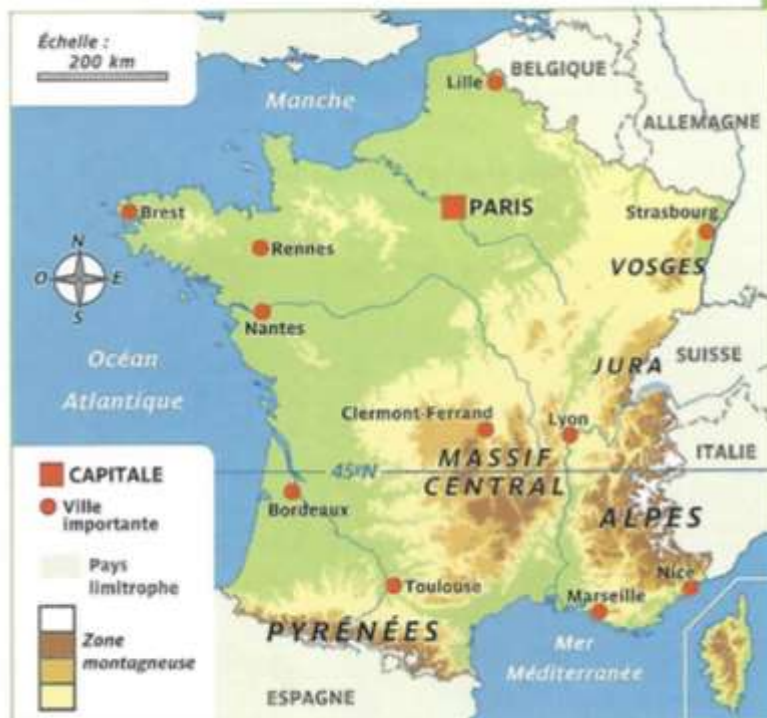 Échelle :
200 km
Manche
BELGIQUE
Lille
ALLEMAGNE
PARIS
Brest
Strasbourg
Rennes
VOSGES
N
O
E
S
Nantes
JURA
SUISSE
Océan
Atlantique
Clermont-Ferrand
Lyon
MASSIF
CENTRAL
ITALIE
45°N
CAPITALE
Ville
importante
Bordeaux
ALPES
Pays
limitrophe
Toulouse
Nice
Marseille
PYRÉNÉES
Zone
montagneuse
Mer
Méditerranée
ESPAGNE